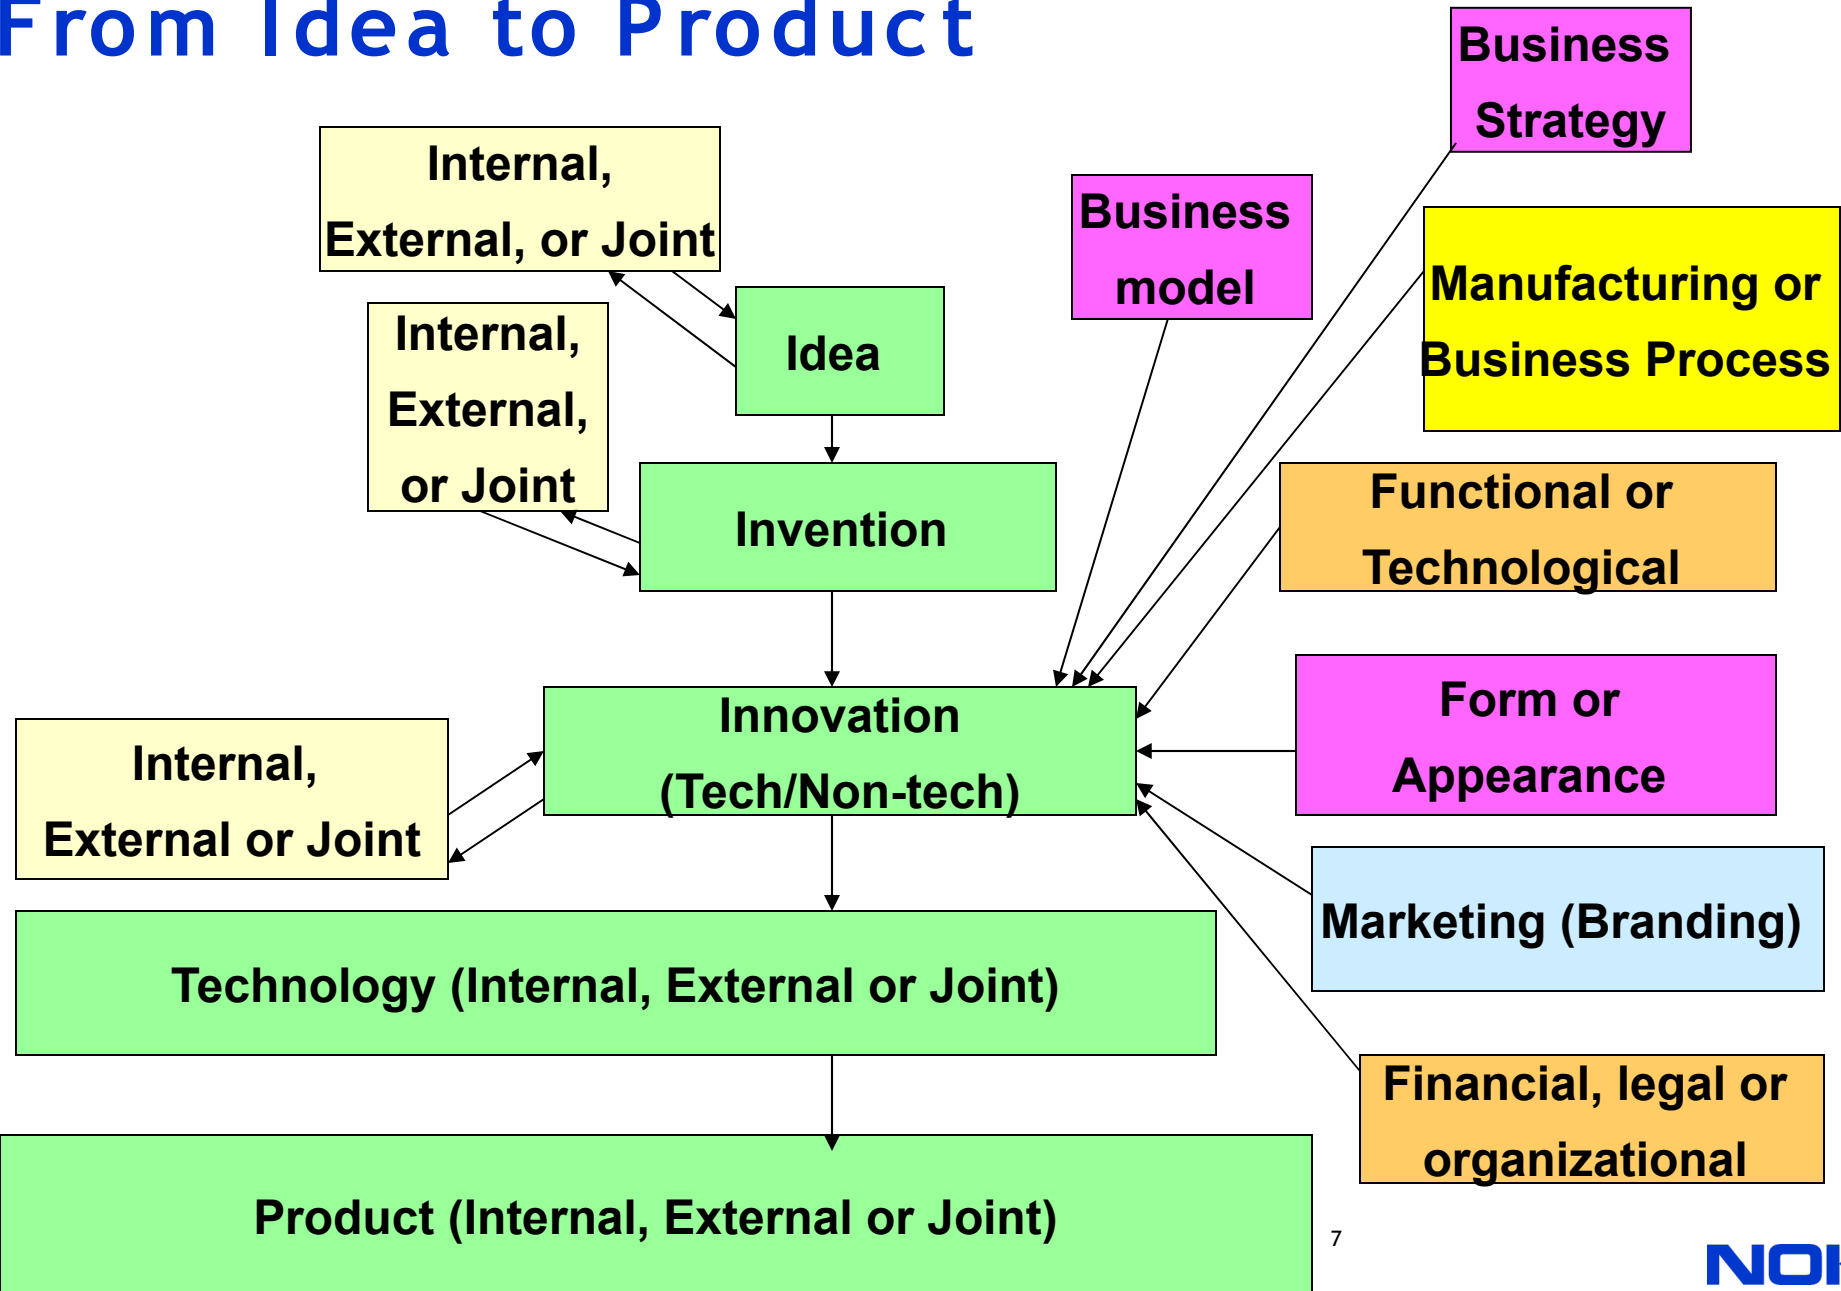 From Idea to Product
Business
Strategy
Internal,
External, or Joint
Business
model
Manufacturing or
Business Process
Internal,
External,
or Joint
Idea
Invention
Functional or
Technological
Innovation
(Tech/Non-tech)
Form or
Appearance
Internal,
External or Joint
Marketing (Branding)
Technology (Internal, External or Joint)
Financial, legal or
organizational
Product (Internal, External or Joint)
7